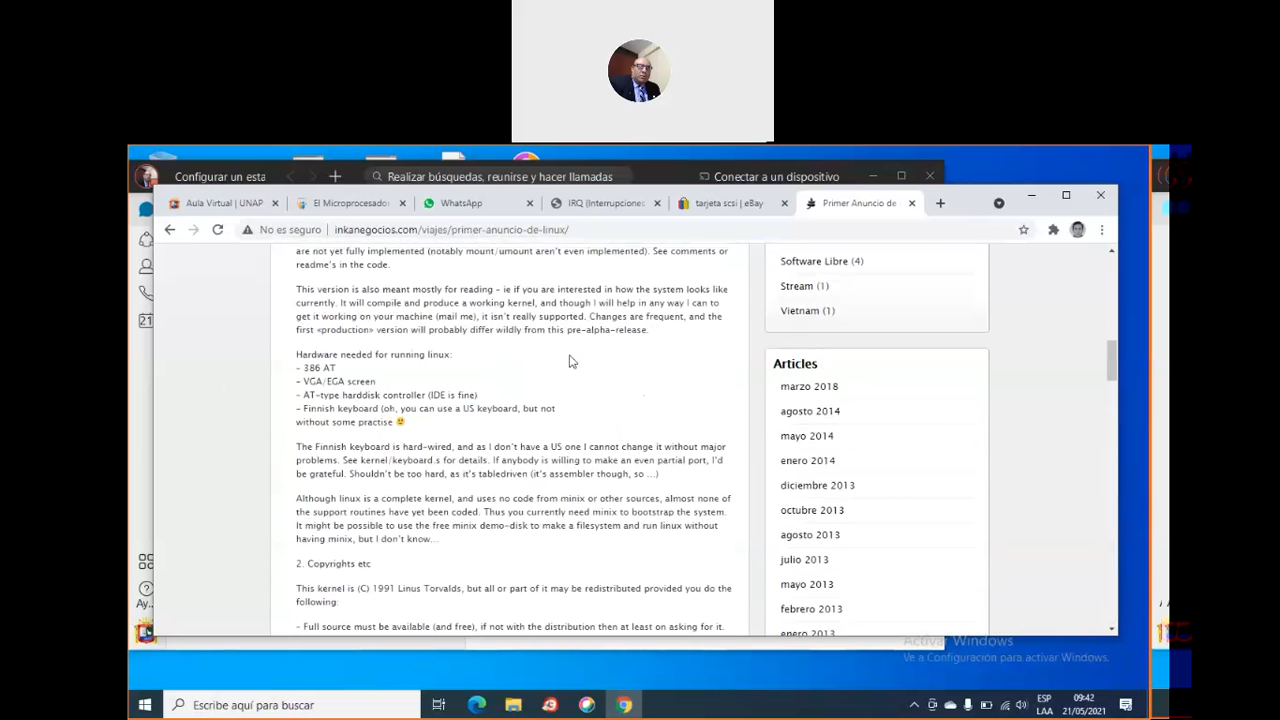 Configurar un esta
Realizar búsquedas, reunirse y hacer llamadas
Conectar a un dispositivo
Aula Virtual | UNAP
El Microprocesado
WhatsApp
IRQ (Interrupciones
tarjeta scsi | eBay
Primer Anuncio de
No es seguro
inkanegocios.com/viajes/primer-anuncio-de-linux/
are not yet fully implemented (notably mount/umount aren't even implemented). See comments or
readme's in the code.
This version is also meant mostly for reading - ie if you are interested in how the system looks like
currently. It will compile and produce a working kernel, and though I will help in any way I can to
get it working on your machine (mail me), it isn't really supported. Changes are frequent, and the
first «production» version will probably differ wildly from this pre-alpha-release.
Hardware needed for running linux:
- 386 AT
- VGA/EGA screen
- AT-type harddisk controller (IDE is fine)
- Finnish keyboard (oh, you can use a US keyboard, but not
without some practise 🙂
The Finnish keyboard is hard-wired, and as I don't have a US one I cannot change it without major
problems. See kernel/keyboard.s for details. If anybody is willing to make an even partial port, I'd
be grateful. Shouldn't be too hard, as it's tabledriven (it's assembler though, so ...)
Although linux is a complete kernel, and uses no code from minix or other sources, almost none of
the support routines have yet been coded. Thus you currently need minix to bootstrap the system.
It might be possible to use the free minix demo-disk to make a filesystem and run linux without
having minix, but I don't know...
2. Copyrights etc
This kernel is (C) 1991 Linus Torvalds, but all or part of it may be redistributed provided you do the
following:
- Full source must be available (and free), if not with the distribution then at least on asking for it.
Software Libre (4)
Stream (1)
Vietnam (1)
Articles
marzo 2018
agosto 2014
mayo 2014
enero 2014
diciembre 2013
octubre 2013
agosto 2013
julio 2013
mayo 2013
febrero 2013
enero 2013
21
Ay...
Activar Windows
Ve a Configuración para activar Windows.
Escribe aquí para buscar
ESP
LAA
09:42
21/05/2021